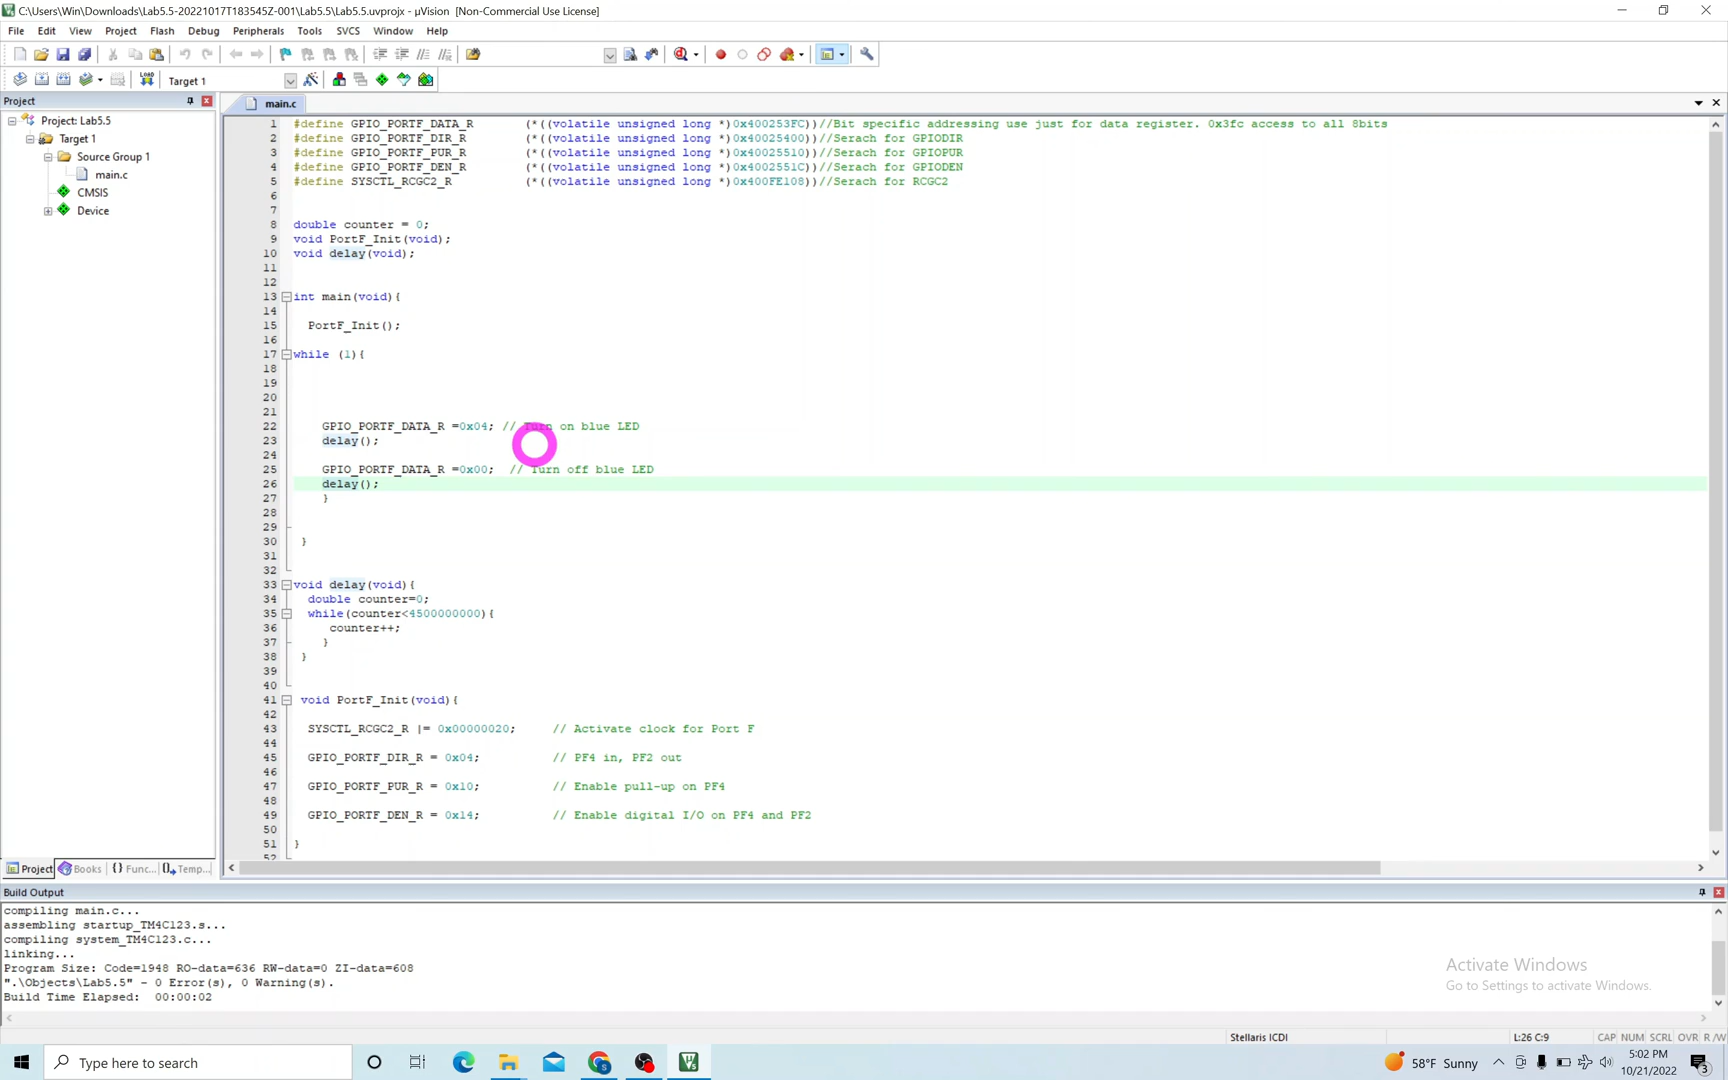 C:\Users\Win\Downloads\Lab5.5-20221017T183545Z-001\Lab5.5\Lab5.5.uvprojx - µVision [Non-Commercial Use License]
File Edit View Project Flash Debug Peripherals Tools SVCS Window Help
LOAD Target 1
Project
main.c
Project: Lab5.5
Target 1
Source Group 1
main.c
CMSIS
Device
1 #define GPIO_PORTF_DATA_R (*((volatile unsigned long *)0x400253FC))//Bit specific addressing use just for data register. 0x3fc access to all 8bits
2 #define GPIO_PORTF_DIR_R (*((volatile unsigned long *)0x40025400))//Serach for GPIODIR
3 #define GPIO_PORTF_PUR_R (*((volatile unsigned long *)0x40025510))//Serach for GPIOPUR
4 #define GPIO_PORTF_DEN_R (*((volatile unsigned long *)0x4002551C))//Serach for GPIODEN
5 #define SYSCTL_RCGC2_R (*((volatile unsigned long *)0x400FE108))//Serach for RCGC2
6
7
8 double counter = 0;
9 void PortF_Init(void);
10 void delay(void);
11
12
13 int main(void){
14
15 PortF_Init();
16
17 while (1){
18
19
20
21
22 GPIO_PORTF_DATA_R =0x04; // Turn on blue LED
23 delay();
24
25 GPIO_PORTF_DATA_R =0x00; // Turn off blue LED
26 delay();
27 }
28
29
30 }
31
32
33 void delay(void){
34 double counter=0;
35 while(counter<4500000000){
36 counter++;
37 }
38 }
39
40
41 void PortF_Init(void){
42
43 SYSCTL_RCGC2_R |= 0x00000020; // Activate clock for Port F
44
45 GPIO_PORTF_DIR_R = 0x04; // PF4 in, PF2 out
46
47 GPIO_PORTF_PUR_R = 0x10; // Enable pull-up on PF4
48
49 GPIO_PORTF_DEN_R = 0x14; // Enable digital I/O on PF4 and PF2
50
51 }
52
Project Books {} Func... Temp...
Build Output
compiling main.c...
assembling startup_TM4C123.s...
compiling system_TM4C123.c...
linking...
Program Size: Code=1948 RO-data=636 RW-data=0 ZI-data=608
".\Objects\Lab5.5" - 0 Error(s), 0 Warning(s).
Build Time Elapsed: 00:00:02
Activate Windows
Go to Settings to activate Windows.
Stellaris ICDI L:26 C:9 CAP NUM SCRL OVR R /W
Type here to search
58°F Sunny
5:02 PM
10/21/2022
3